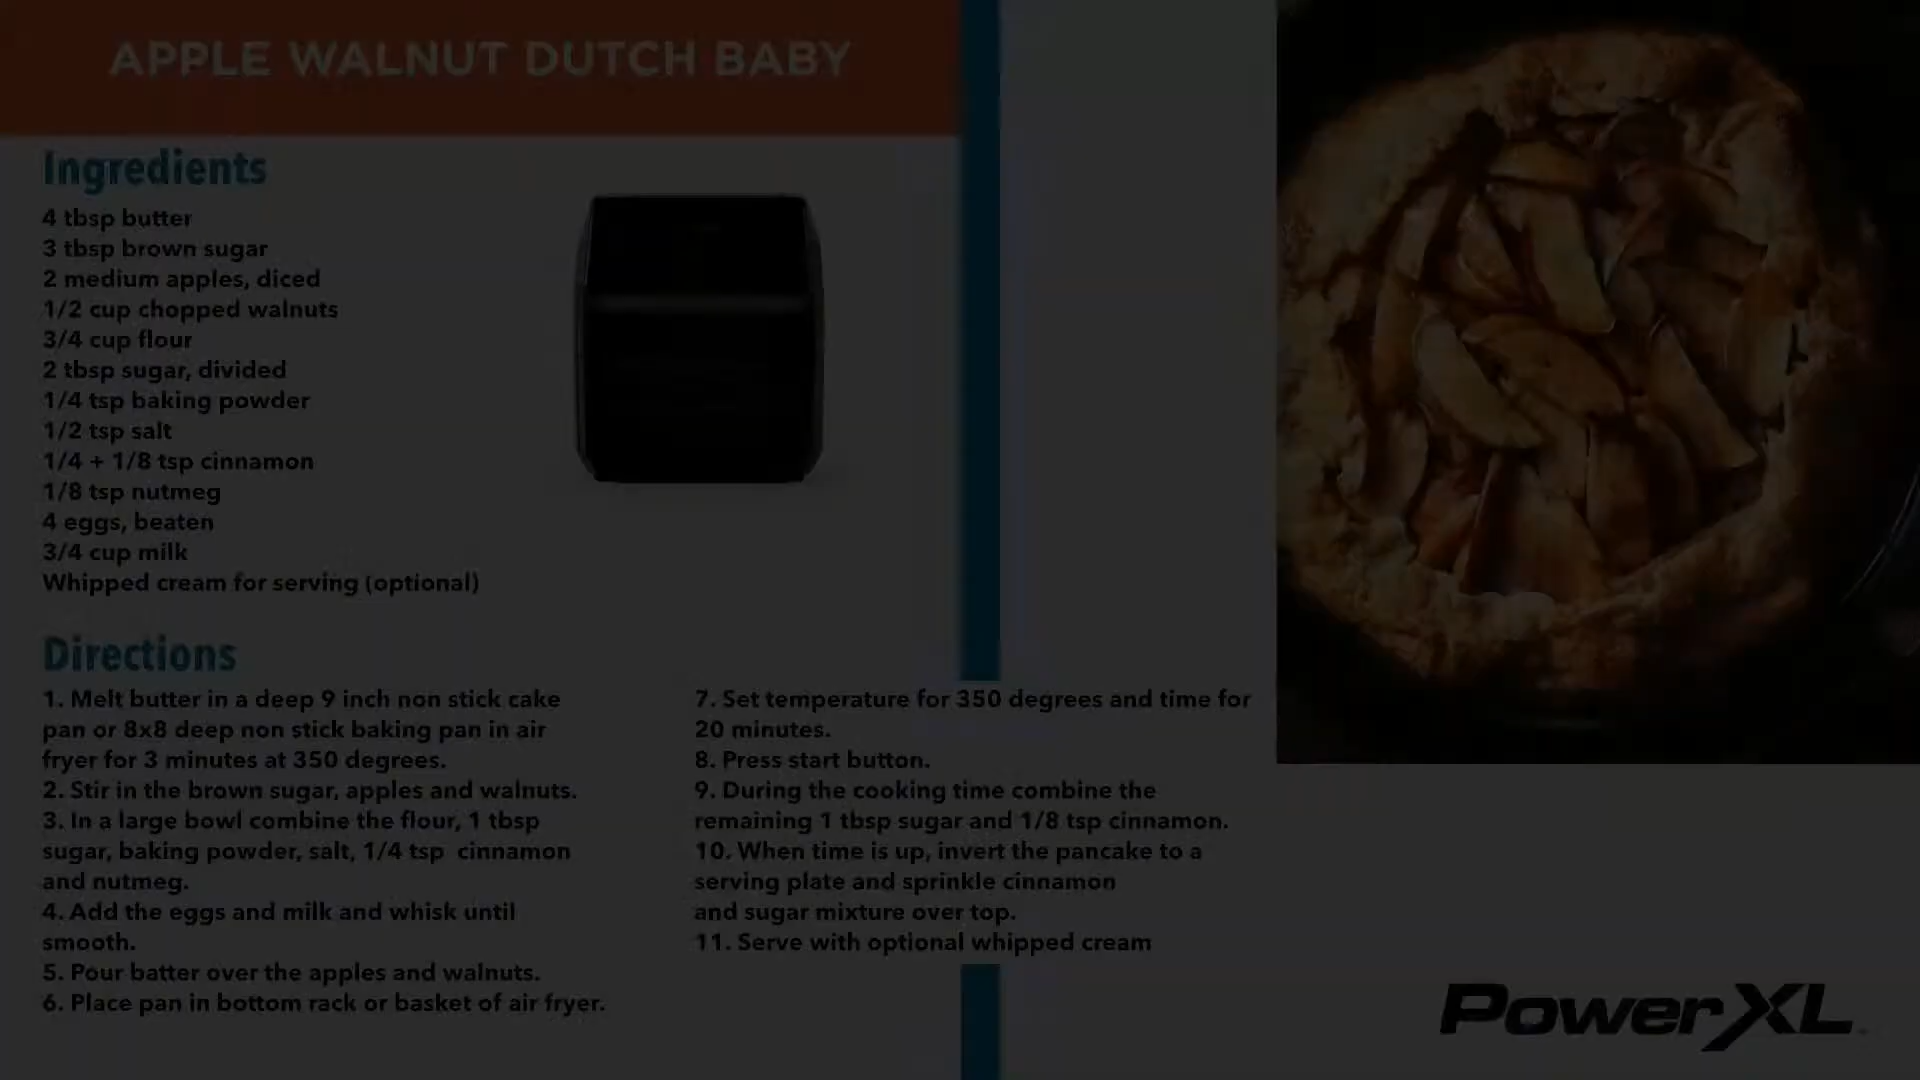 APPLE WALNUT DUTCH BABY
Ingredients
4 tbsp butter
3 tbsp brown sugar
2 medium apples, diced
1/2 cup chopped walnuts
3/4 cup flour
2 tbsp sugar, divided
1/4 tsp baking powder
1/2 tsp salt
1/4 + 1/8 tsp cinnamon
1/8 tsp nutmeg
4 eggs, beaten
3/4 cup milk
Whipped cream for serving (optional)
Directions
1. Melt butter in a deep 9 inch non stick cake
pan or 8x8 deep non stick baking pan in air
fryer for 3 minutes at 350 degrees.
2. Stir in the brown sugar, apples and walnuts.
3. In a large bowl combine the flour, 1 tbsp
sugar, baking powder, salt, 1/4 tsp  cinnamon
and nutmeg.
4. Add the eggs and milk and whisk until
smooth.
5. Pour batter over the apples and walnuts.
6. Place pan in bottom rack or basket of air fryer.
7. Set temperature for 350 degrees and time for
20 minutes.
8. Press start button.
9. During the cooking time combine the
remaining 1 tbsp sugar and 1/8 tsp cinnamon.
10. When time is up, invert the pancake to a
serving plate and sprinkle cinnamon
and sugar mixture over top.
11. Serve with optional whipped cream
PowerXL